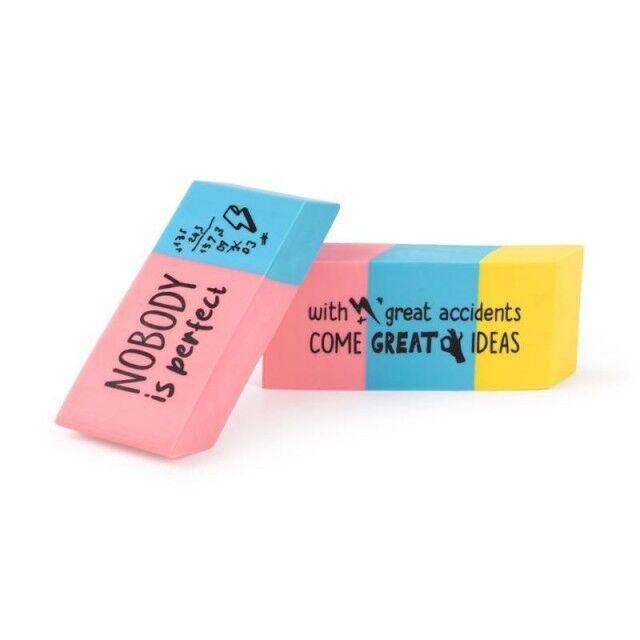 NOBODY
is perfect
with great accidents
COME GREAT IDEAS